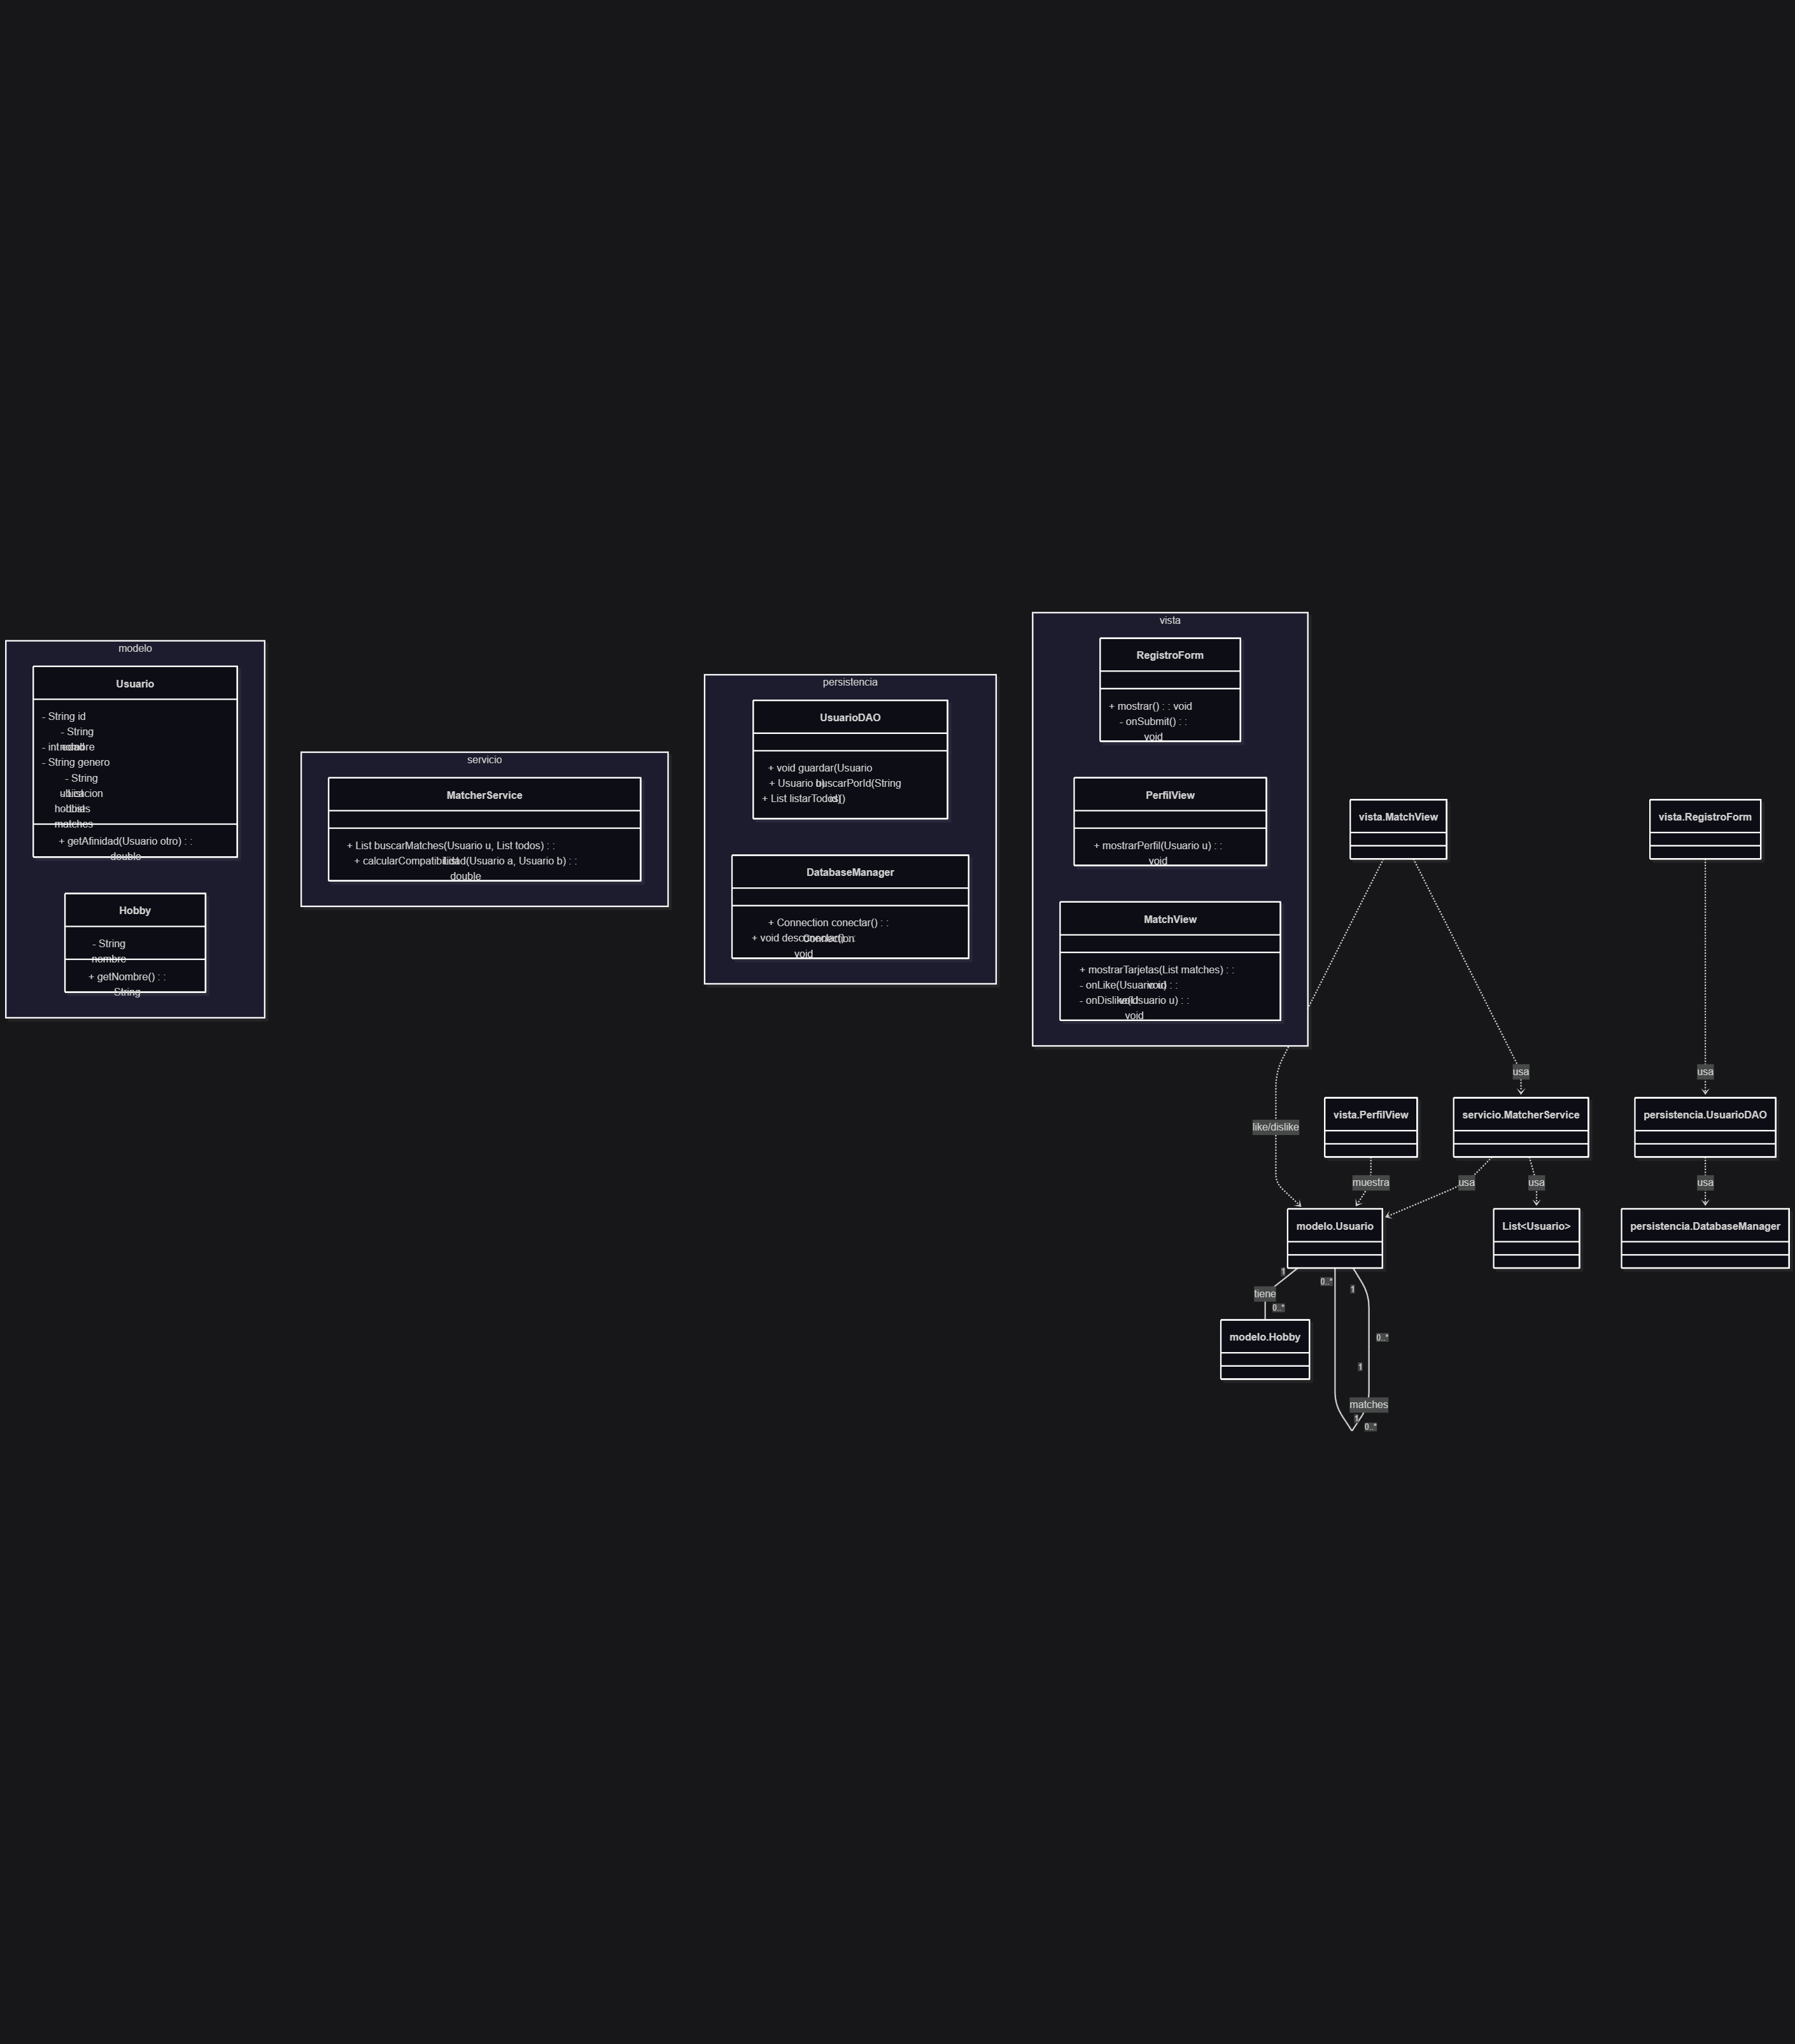 modelo
Usuario
- String id
- String
nombre
- int edad
- String genero
- String
ubicacion
- List
hobbies
- List
matches
+ getAfinidad(Usuario otro) : :
double
Hobby
- String
nombre
+ getNombre() : :
String
servicio
MatcherService
+ List buscarMatches(Usuario u, List todos) : :
List
+ calcularCompatibilidad(Usuario a, Usuario b) : :
double
persistencia
UsuarioDAO
+ void guardar(Usuario
u)
+ Usuario buscarPorId(String
id)
+ List listarTodos()
DatabaseManager
+ Connection conectar() : :
Connection
+ void desconectar() : :
void
vista
RegistroForm
+ mostrar() : : void
- onSubmit() : :
void
PerfilView
+ mostrarPerfil(Usuario u) : :
void
MatchView
+ mostrarTarjetas(List matches) : :
void
- onLike(Usuario u) : :
void
- onDislike(Usuario u) : :
void
vista.MatchView
vista.RegistroForm
usa
usa
vista.PerfilView
servicio.MatcherService
persistencia.UsuarioDAO
like/dislike
muestra
usa
usa
usa
modelo.Usuario
List<Usuario>
persistencia.DatabaseManager
1
0..*
1
tiene
0..*
modelo.Hobby
0..*
1
matches
1
0..*